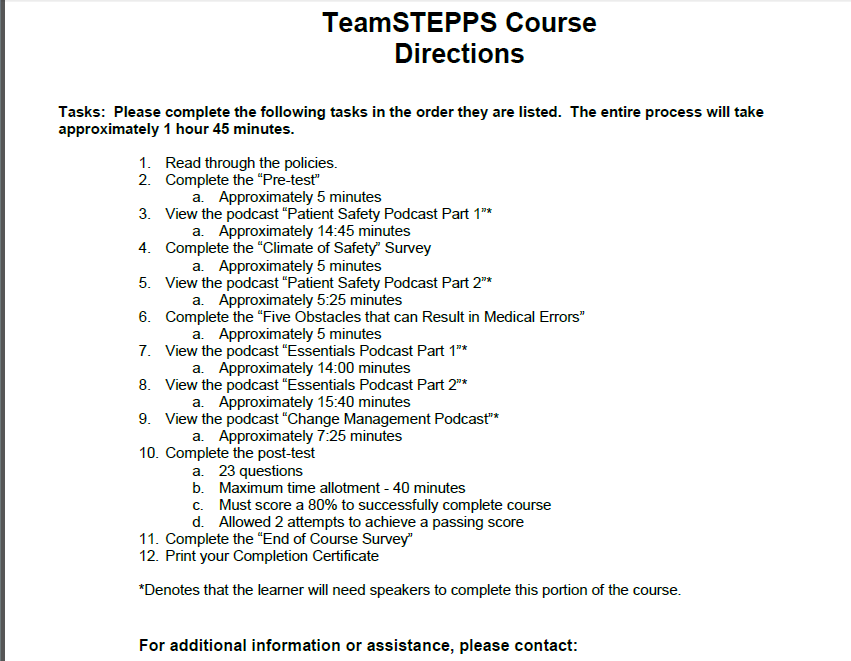 TeamSTEPPS Course
Directions
Tasks:  Please complete the following tasks in the order they are listed.  The entire process will take
approximately 1 hour 45 minutes.
1. Read through the policies.
2. Complete the “Pre-test”
a. Approximately 5 minutes
3. View the podcast “Patient Safety Podcast Part 1”*
a. Approximately 14:45 minutes
4. Complete the “Climate of Safety” Survey
a. Approximately 5 minutes
5. View the podcast “Patient Safety Podcast Part 2”*
a. Approximately 5:25 minutes
6. Complete the “Five Obstacles that can Result in Medical Errors”
a. Approximately 5 minutes
7. View the podcast “Essentials Podcast Part 1”*
a. Approximately 14:00 minutes
8. View the podcast “Essentials Podcast Part 2”*
a. Approximately 15:40 minutes
9. View the podcast “Change Management Podcast”*
a. Approximately 7:25 minutes
10. Complete the post-test
a. 23 questions
b. Maximum time allotment - 40 minutes
c. Must score a 80% to successfully complete course
d. Allowed 2 attempts to achieve a passing score
11. Complete the “End of Course Survey”
12. Print your Completion Certificate
*Denotes that the learner will need speakers to complete this portion of the course.
For additional information or assistance, please contact: